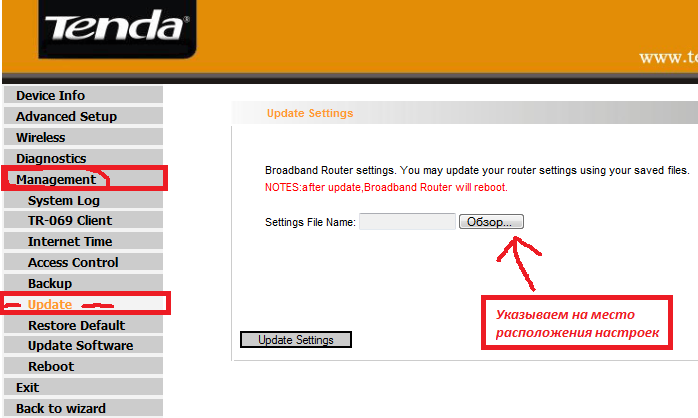 Tenda®
www.te
Device Info
Advanced Setup
Wireless
Diagnostics
Management
System Log
TR-069 Client
Internet Time
Access Control
Backup
Update
Restore Default
Update Software
Reboot
Exit
Back to wizard
Update Settings
Broadband Router settings. You may update your router settings using your saved files.
NOTES:after update,Broadband Router will reboot.
Settings File Name: Обзор...
Указываем на место
расположения настроек
Update Settings